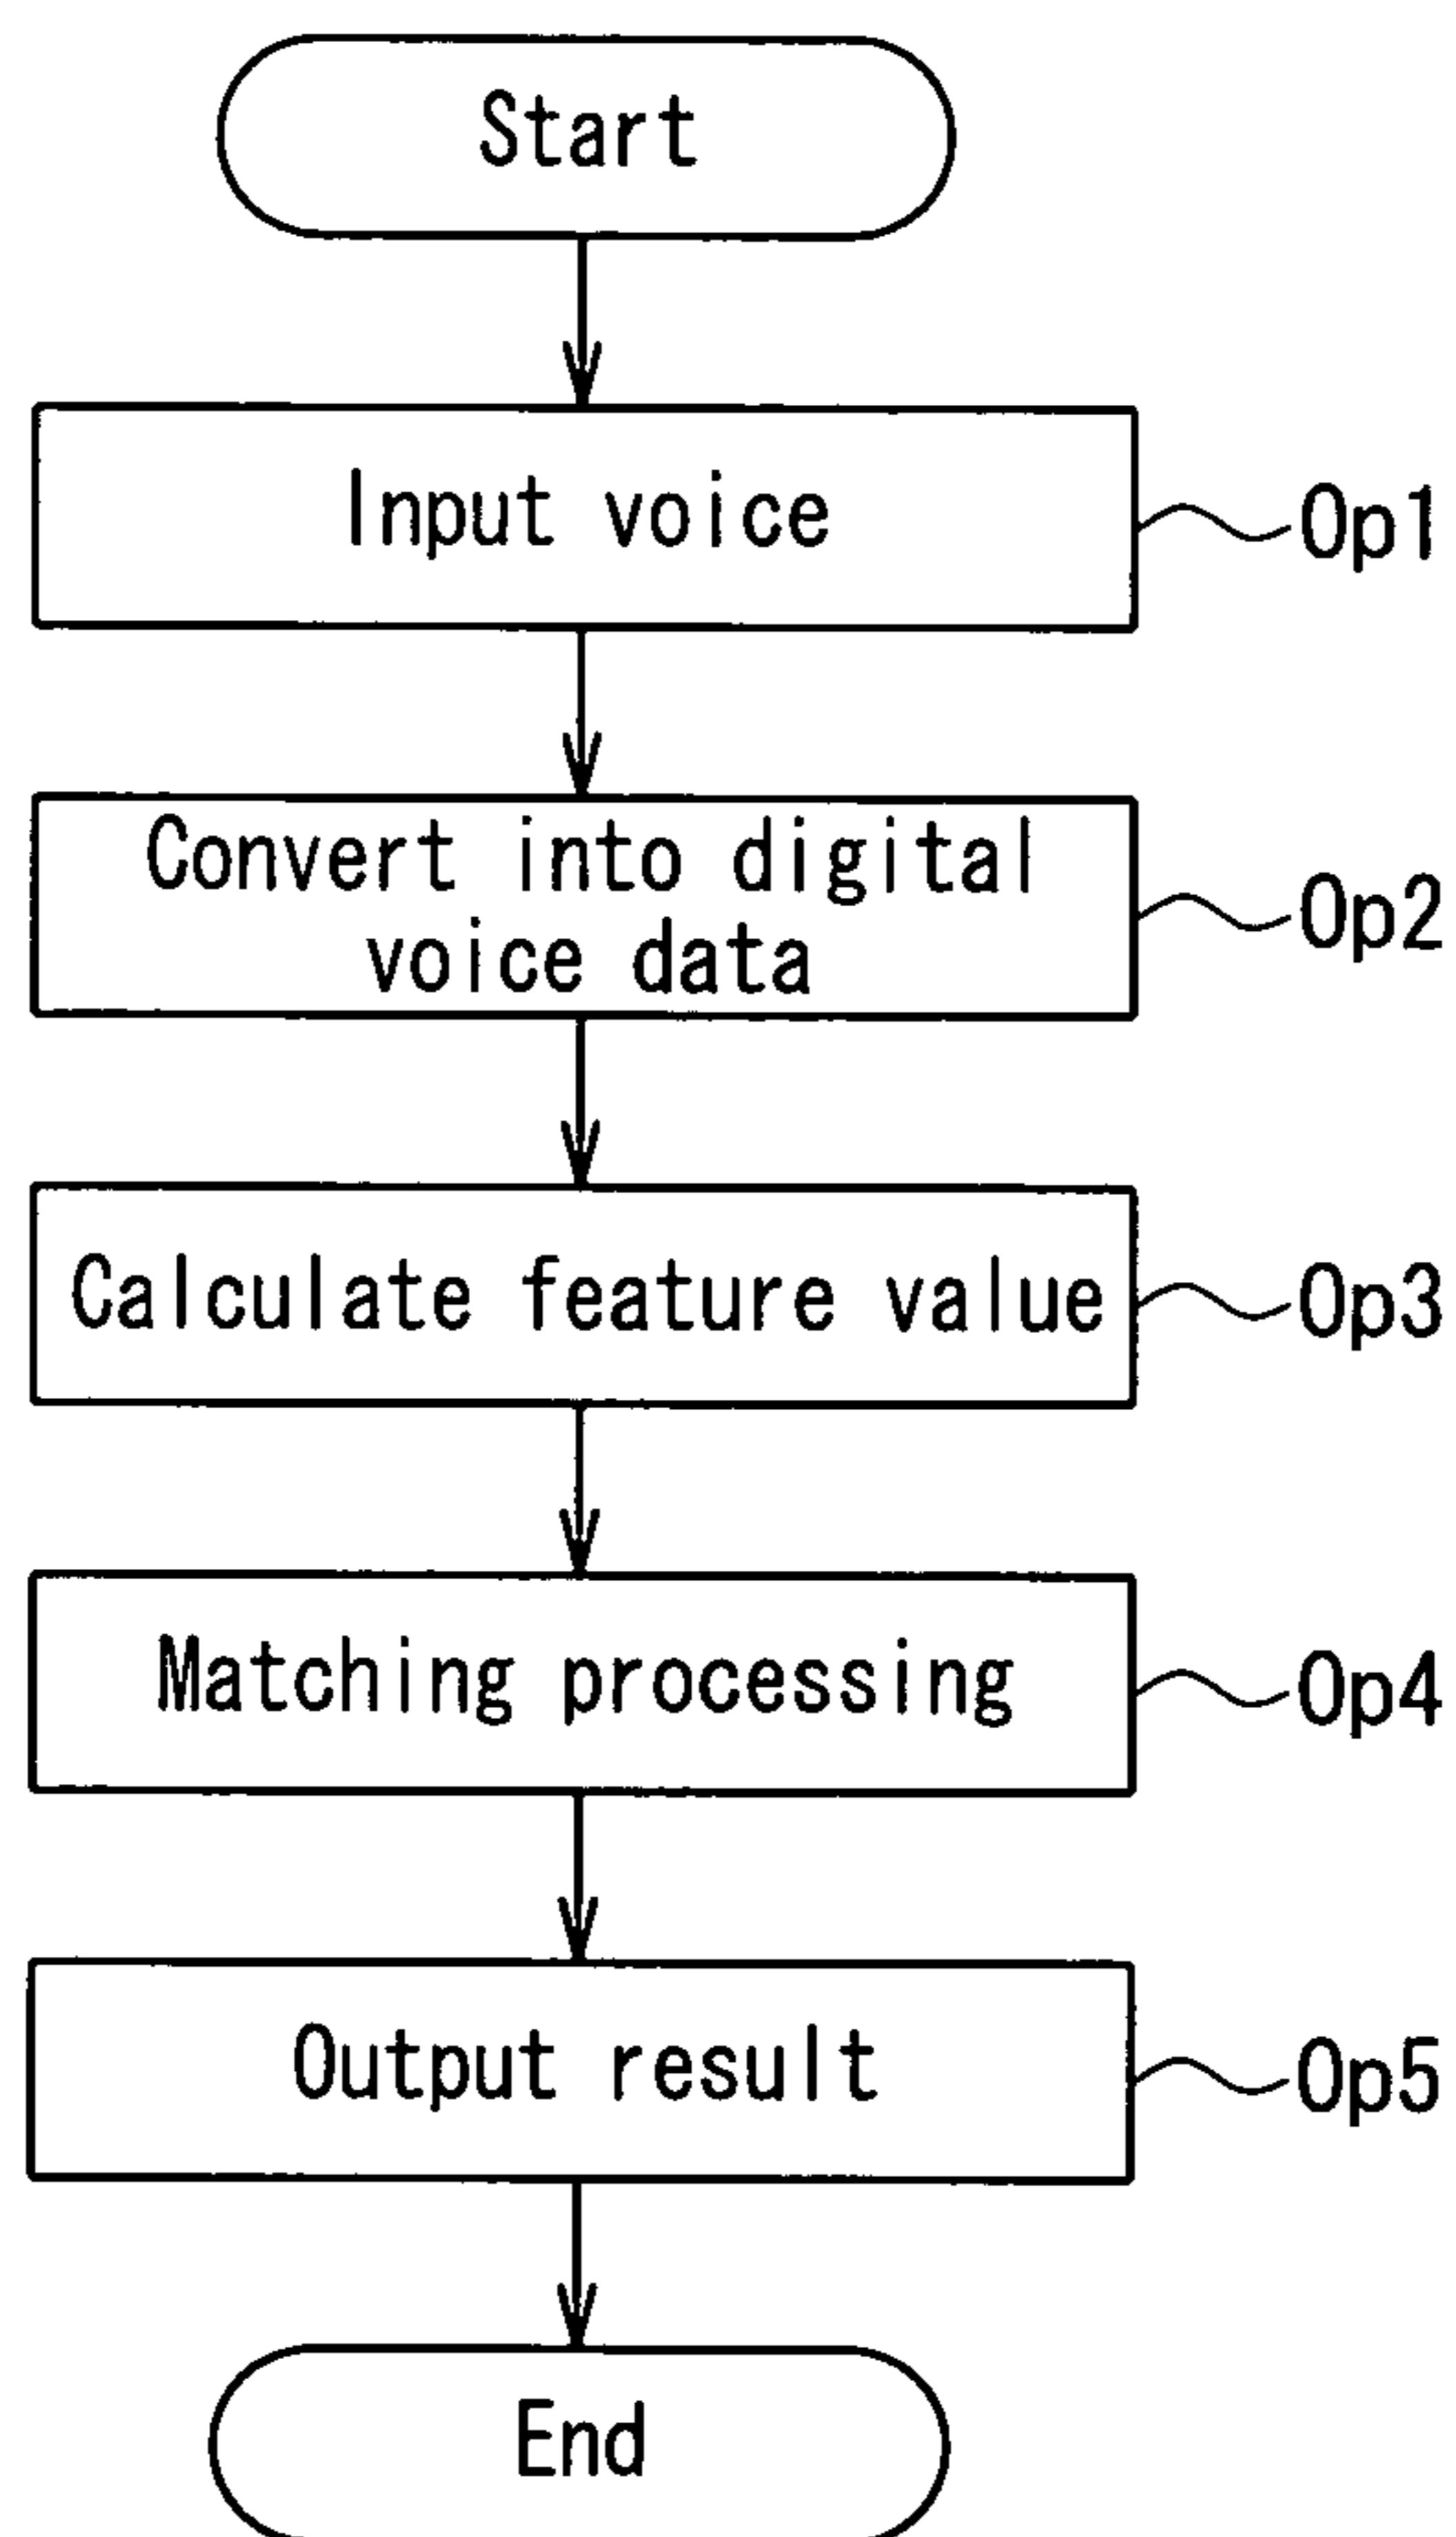 Start
Input voice
Op1
Convert into digital
voice data
Op2
Calculate feature value
Op3
Matching processing
Op4
Output result
Op5
End